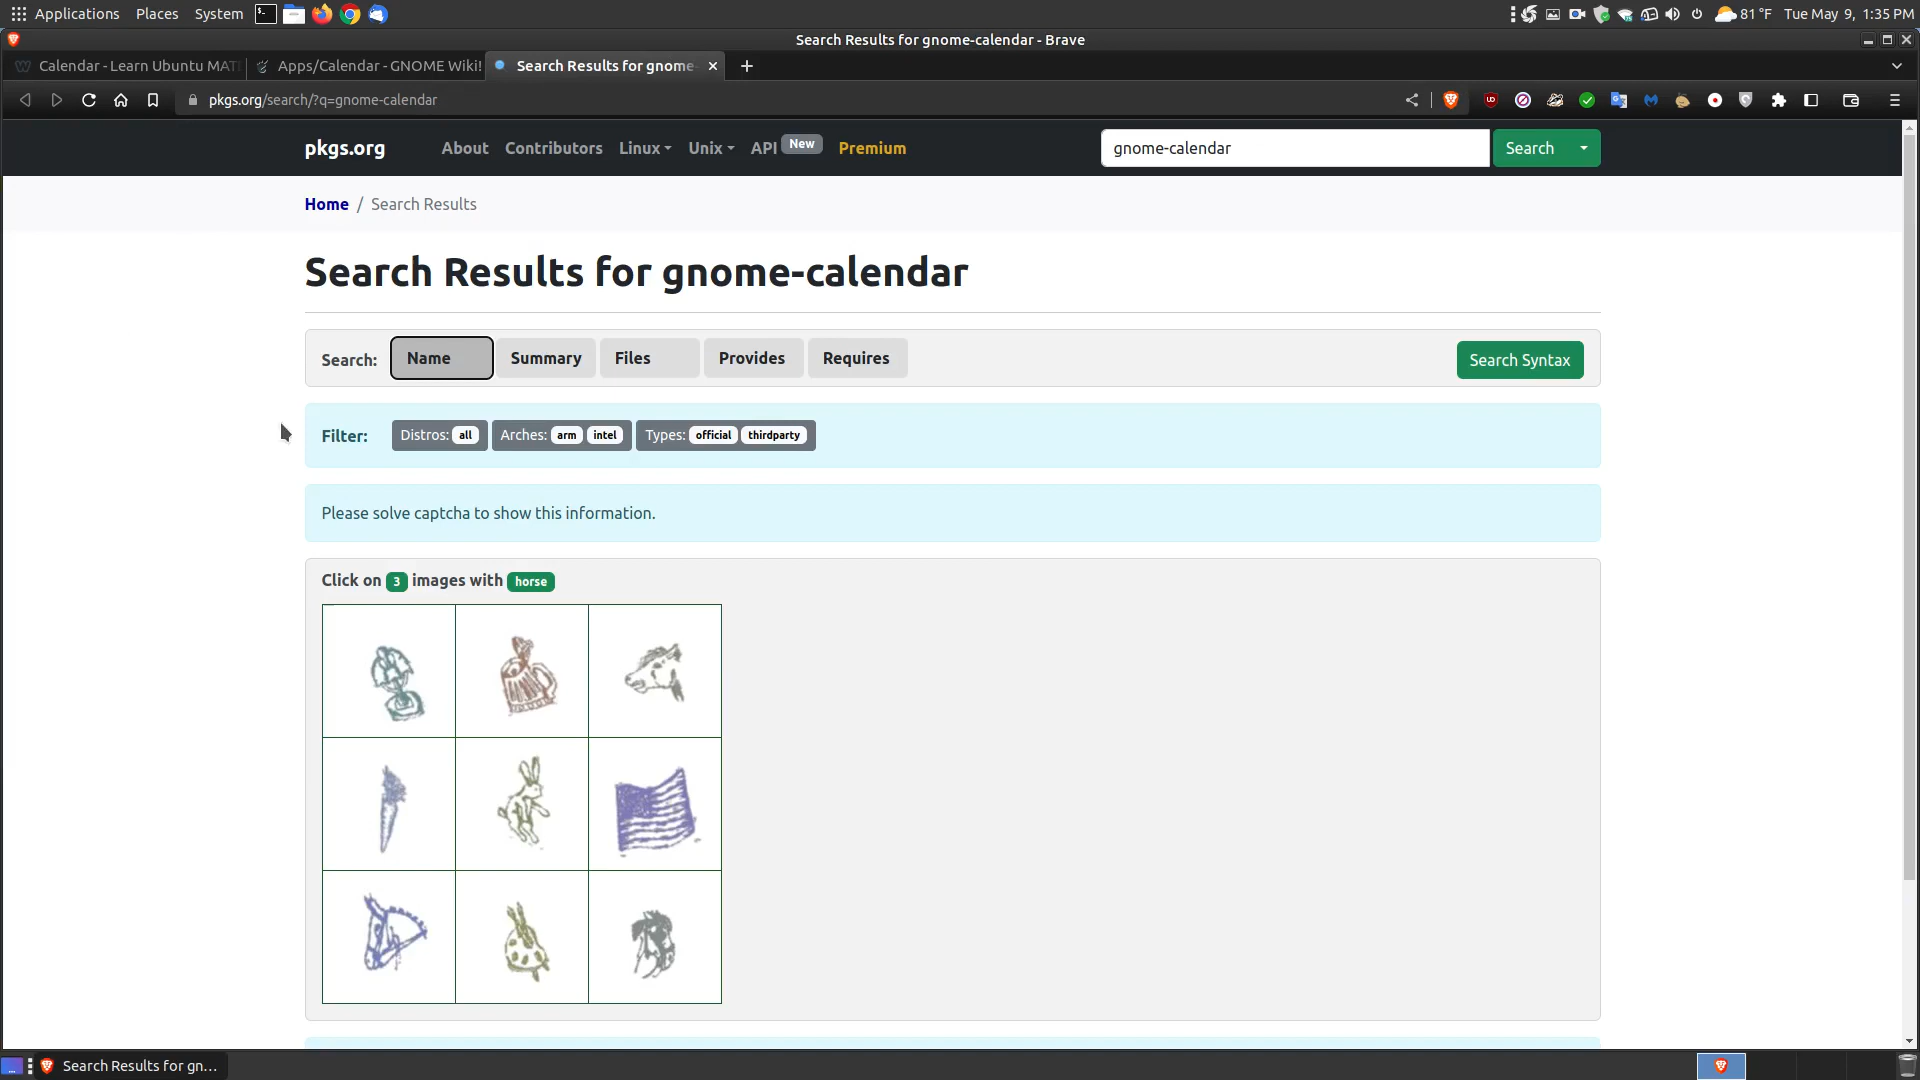 Applications Places System 81 °F Tue May 9, 1:35 PM
Search Results for gnome-calendar - Brave
Calendar - Learn Ubuntu MAT Apps/Calendar - GNOME Wiki! Search Results for gnome-
pkgs.org/search/?q=gnome-calendar
pkgs.org About Contributors Linux Unix API New Premium gnome-calendar Search
Home / Search Results
Search Results for gnome-calendar
Search: Name Summary Files Provides Requires Search Syntax
Filter: Distros: all Arches: arm intel Types: official thirdparty
Please solve captcha to show this information.
Click on 3 images with horse
Search Results for gn...